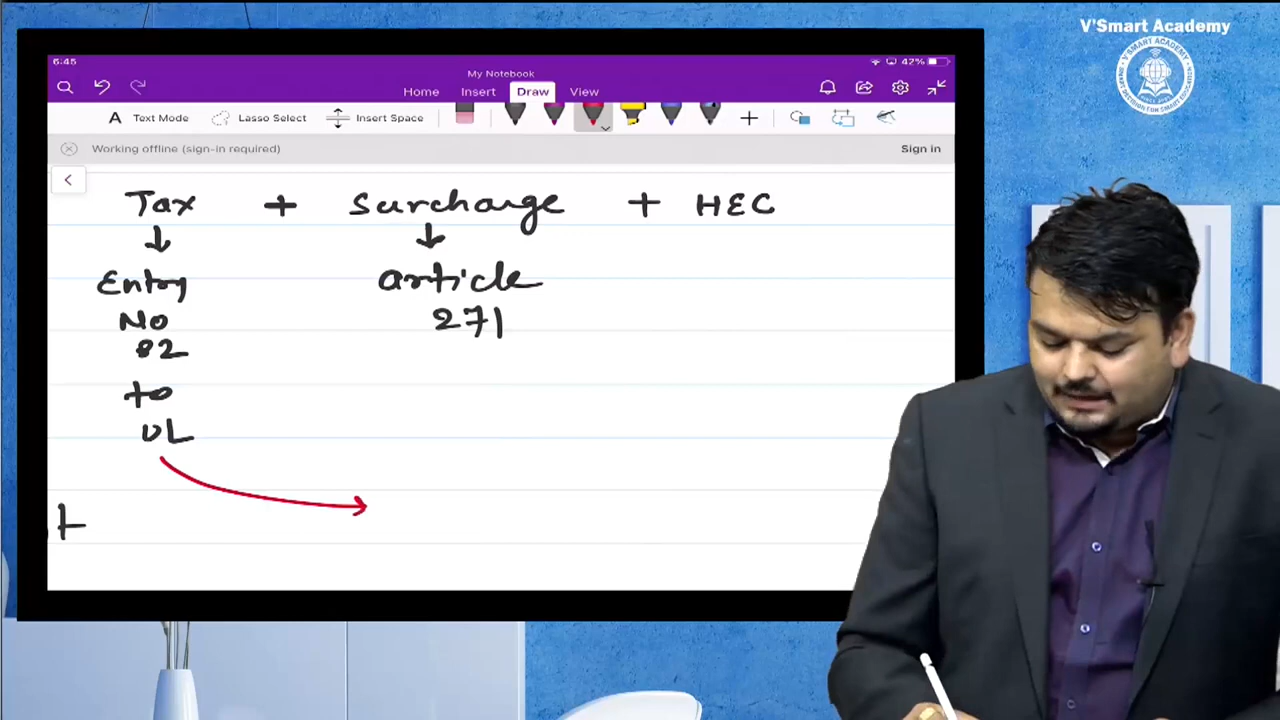 V'Smart Academy
6:45
42%
My Notebook
Home Insert Draw View
Text Mode Lasso Select Insert Space
Working offline (sign-in required) Sign in
Tax + Surcharge + HEC
Entry article
No 271
82
to
UL